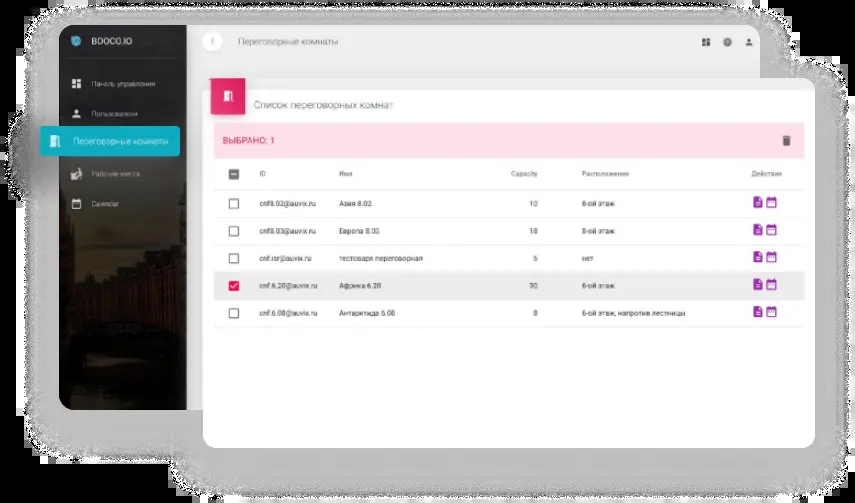 BOOCO.IO
Панель управления
Пользователи
Переговорные комнаты
Рабочие места
Calendar
Переговорные комнаты
Список переговорных комнат
ВЫБРАНО: 1
ID Имя Capacity Расположение Действия
cnf8.02@auvix.ru Азия 8.02 10 8-ой этаж
cnf8.03@auvix.ru Европа 8.03 18 8-ой этаж
cnf.isr@auvix.ru тестовая переговорная 5 нет
cnf.6.20@auvix.ru Африка 6.20 30 6-ой этаж
cnf.6.08@auvix.ru Антарктида 6.08 8 6-ой этаж, напротив лестницы